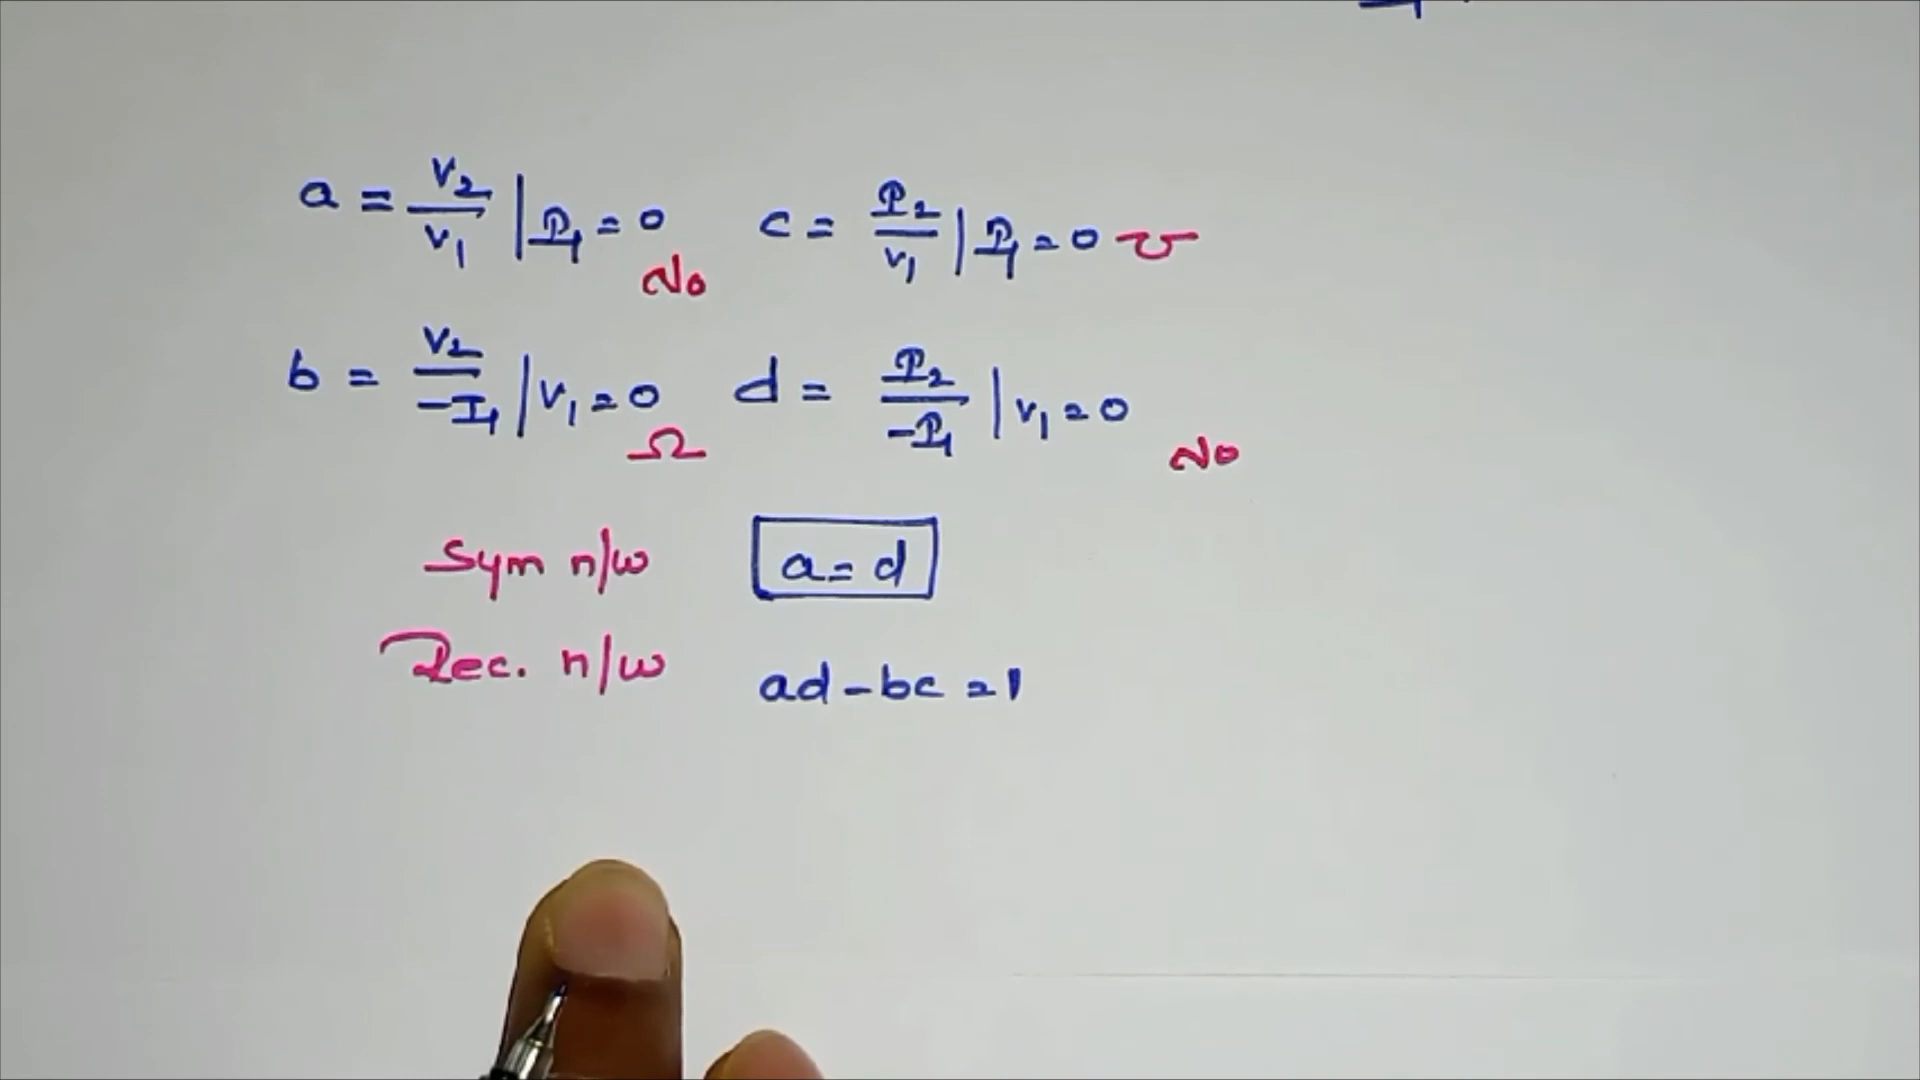 a = V2/V1 | I1 = 0 No c = I2/V1 | I1 = 0 ℧
b = V2/-I1 | V1 = 0 Ω d = I2/-I1 | V1 = 0 No
Sym n/w a = d
Rec. n/w ad - bc = 1